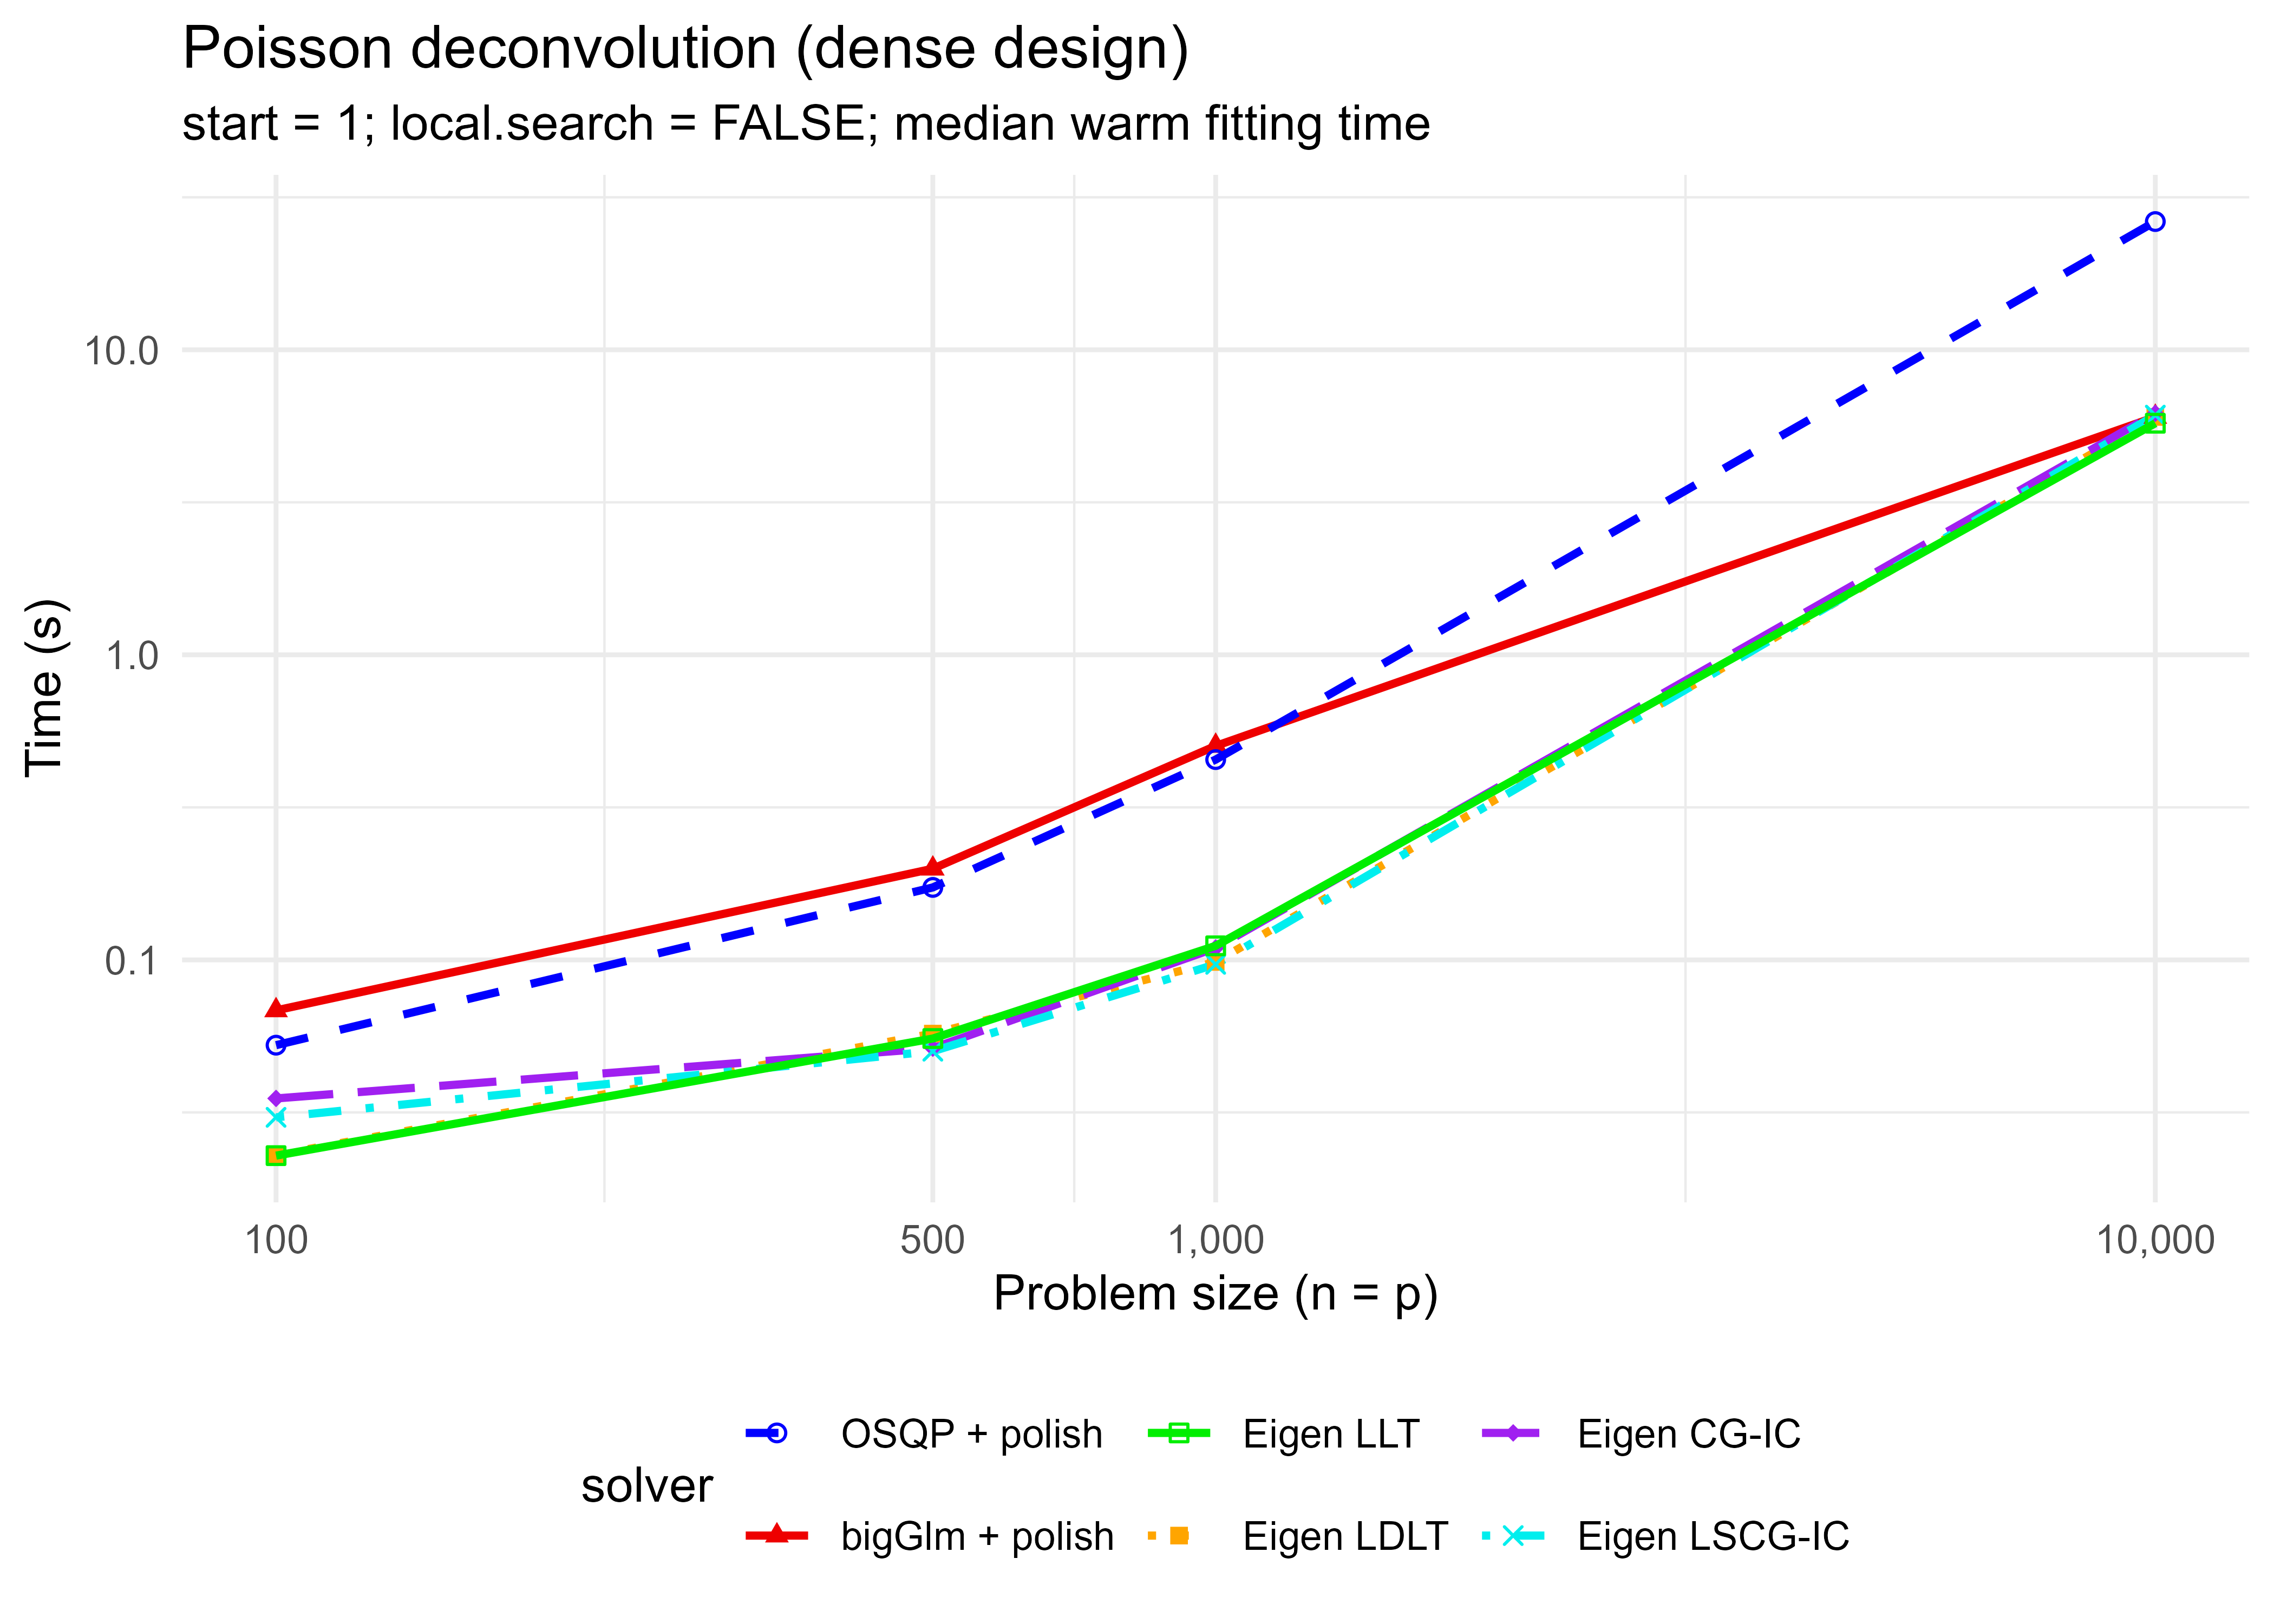 Poisson deconvolution (dense design)
start = 1; local.search = FALSE; median warm fitting time
Time (s)
10.0
1.0
0.1
100
500
1,000
10,000
Problem size (n = p)
solver
OSQP + polish
Eigen LLT
Eigen CG-IC
bigGlm + polish
Eigen LDLT
Eigen LSCG-IC